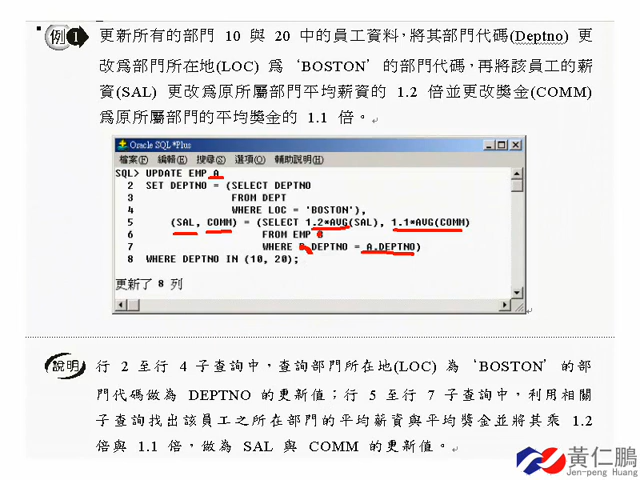 例1 更新所有的部門 10 與 20 中的員工資料,將其部門代碼(Deptno) 更
改為部門所在地(LOC) 為‘BOSTON’的部門代碼,再將該員工的薪
資(SAL) 更改為原所屬部門平均薪資的 1.2 倍並更改獎金(COMM)
為原所屬部門的平均獎金的 1.1 倍。
Oracle SQL*Plus
檔案(F) 編輯(E) 搜尋(S) 選項(O) 輔助說明(H)
SQL> UPDATE EMP A
2 SET DEPTNO = (SELECT DEPTNO
3 FROM DEPT
4 WHERE LOC = 'BOSTON'),
5 (SAL, COMM) = (SELECT 1.2*AVG(SAL), 1.1*AVG(COMM)
6 FROM EMP B
7 WHERE B.DEPTNO = A.DEPTNO)
8 WHERE DEPTNO IN (10, 20);
更新了 8 列
說明 行 2 至行 4 子查詢中,查詢部門所在地(LOC) 為‘BOSTON’的部
門代碼做為 DEPTNO 的更新值;行 5 至行 7 子查詢中,利用相關
子查詢找出該員工之所在部門的平均薪資與平均獎金並將其乘 1.2
倍與 1.1 倍,做為 SAL 與 COMM 的更新值。
黃仁鵬
Jen-peng Huang